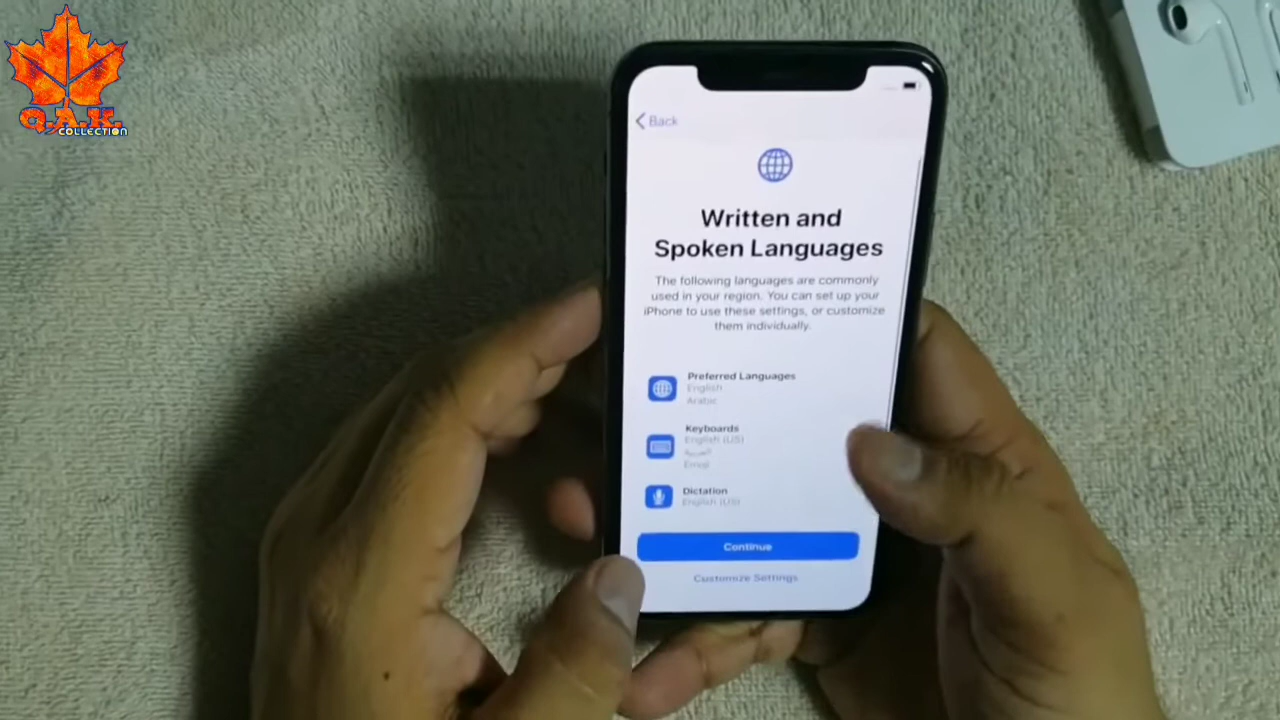 Q.A.K.
COLLECTION
Back
Written and
Spoken Languages
The following languages are commonly
used in your region. You can set up your
iPhone to use these settings, or customize
them individually.
Preferred Languages
English
Arabic
Keyboards
English (US)
العربية
Emoji
Dictation
English (US)
Continue
Customize Settings